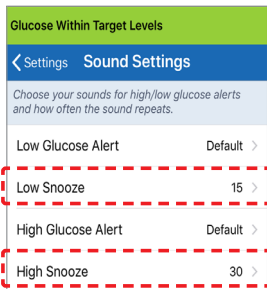 Glucose Within Target Levels
Settings Sound Settings
Choose your sounds for high/low glucose alerts
and how often the sound repeats.
Low Glucose Alert Default
Low Snooze 15
High Glucose Alert Default
High Snooze 30